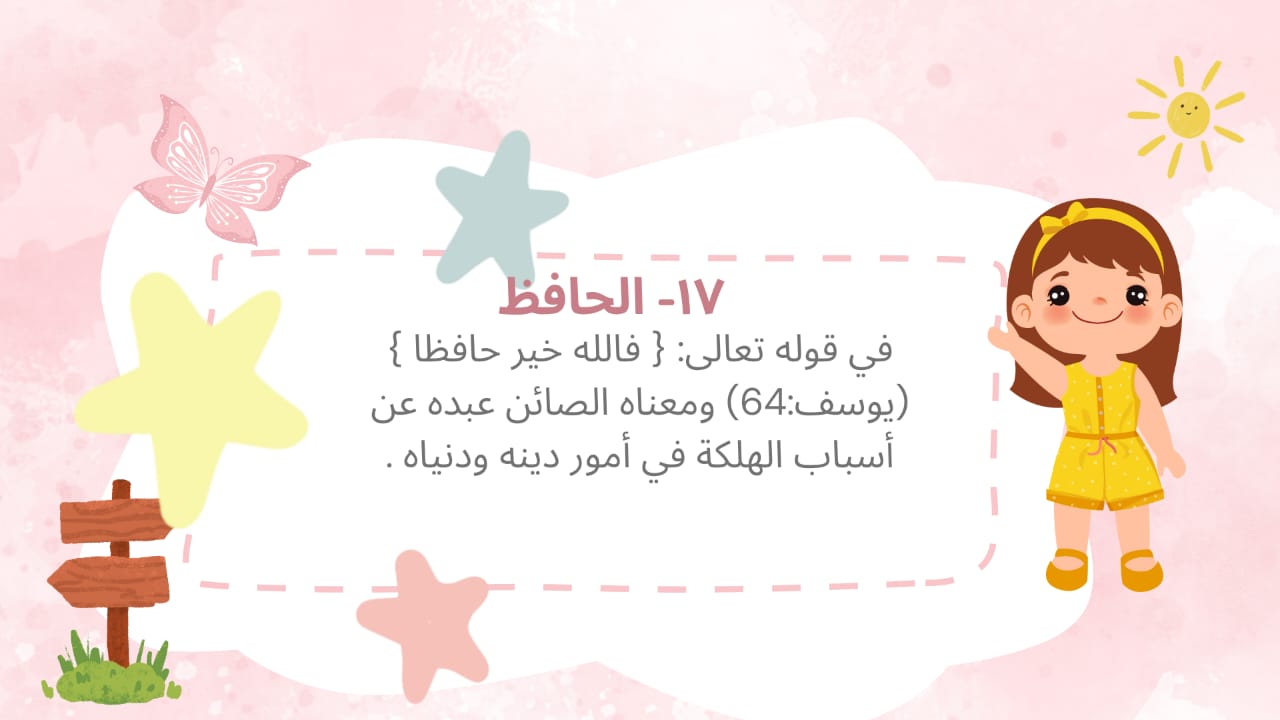 ١٧- الحافظ
في قوله تعالى: { فالله خير حافظا }
(يوسف:64) ومعناه الصائن عبده عن
أسباب الهلكة في أمور دينه ودنياه .